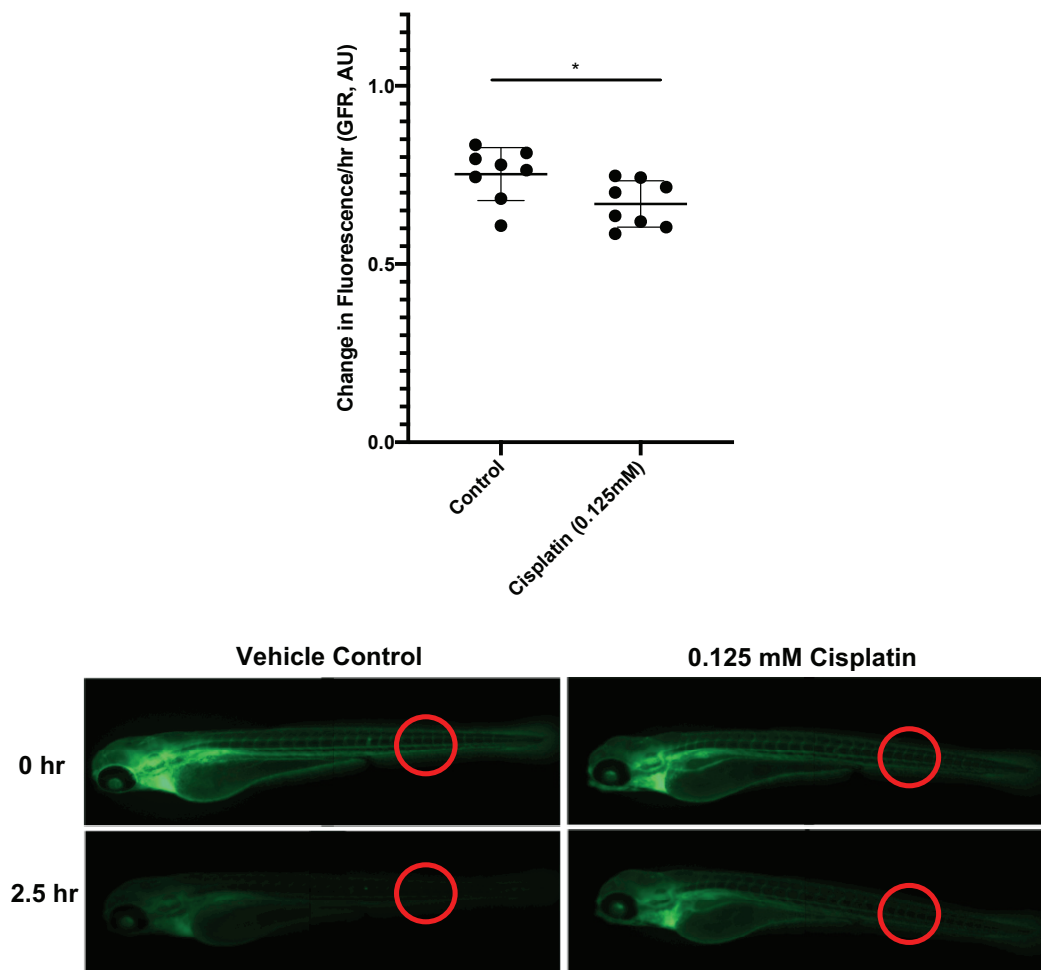 *
1.0
0.5
0.0
Change in Fluorescence/hr (GFR, AU)
Control
Cisplatin (0.125mM)
Vehicle Control
0.125 mM Cisplatin
0 hr
2.5 hr